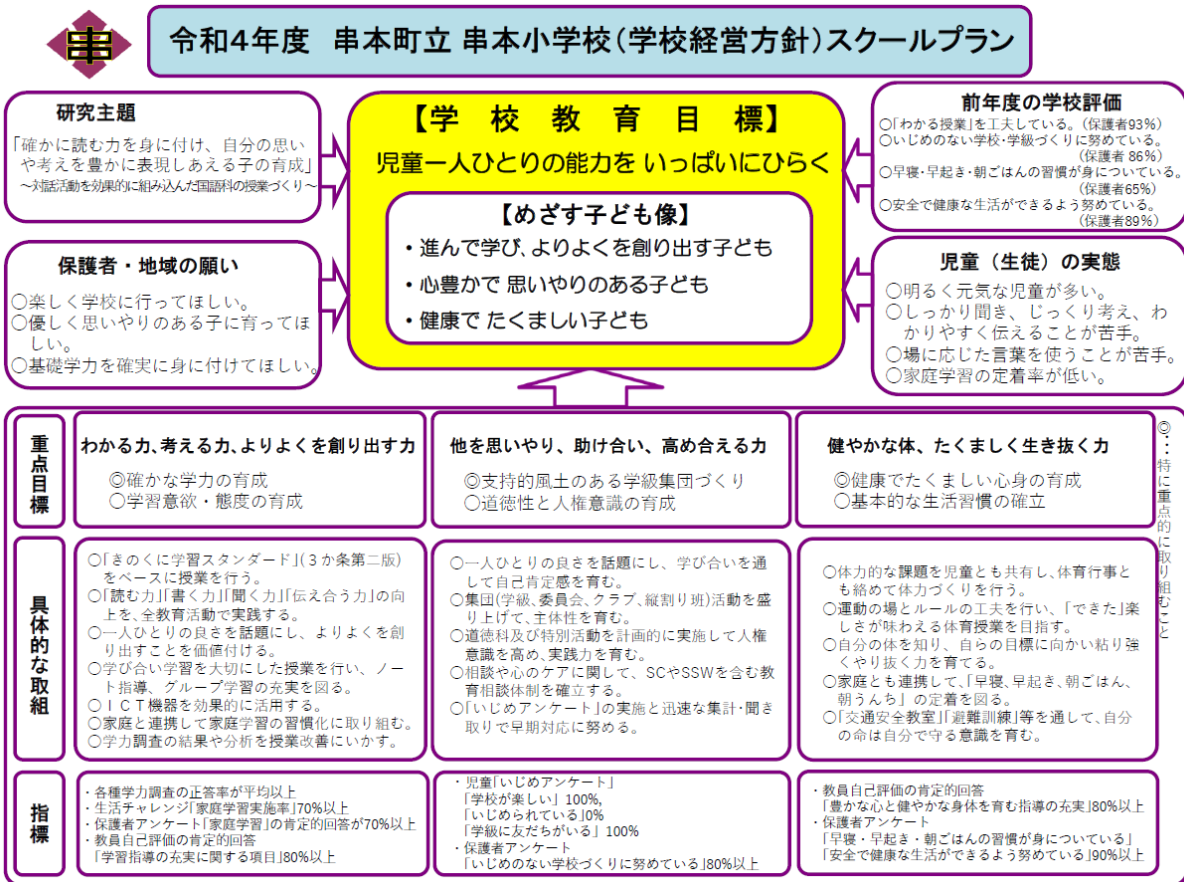 串
令和4年度 串本町立 串本小学校(学校経営方針)スクールプラン
研究主題
「確かに読む力を身に付け、自分の思い
や考えを豊かに表現しあえる子の育成」
~対話活動を効果的に組み込んだ国語科の授業づくり~
保護者・地域の願い
○楽しく学校に行ってほしい。
○優しく思いやりのある子に育ってほ
しい。
○基礎学力を確実に身に付けてほしい。
【学 校 教 育 目 標】
児童一人ひとりの能力を いっぱいにひらく
【めざす子ども像】
・進んで学び、よりよくを創り出す子ども
・心豊かで 思いやりのある子ども
・健康で たくましい子ども
前年度の学校評価
○「わかる授業」を工夫している。(保護者93%)
○いじめのない学校・学級づくりに努めている。
(保護者 86%)
○早寝・早起き・朝ごはんの習慣が身についている。
(保護者65%)
○安全で健康な生活ができるよう努めている。
(保護者89%)
児童(生徒)の実態
○明るく元気な児童が多い。
○しっかり聞き、じっくり考え、わ
かりやすく伝えることが苦手。
○場に応じた言葉を使うことが苦手。
○家庭学習の定着率が低い。
重点目標
わかる力、考える力、よりよくを創り出す力
◎確かな学力の育成
○学習意欲・態度の育成
他を思いやり、助け合い、高め合える力
◎支持的風土のある学級集団づくり
○道徳性と人権意識の育成
健やかな体、たくましく生き抜く力
◎健康でたくましい心身の育成
○基本的な生活習慣の確立
◎…特に重点的に取り組むこと
具体的な取組
○「きのくに学習スタンダード」(3か条第二版)
をベースに授業を行う。
○「読む力」「書く力」「聞く力」「伝え合う力」の向
上を、全教育活動で実践する。
○一人ひとりの良さを話題にし、よりよくを創
り出すことを価値付ける。
○学び合い学習を大切にした授業を行い、ノー
ト指導、グループ学習の充実を図る。
○ICT機器を効果的に活用する。
○家庭と連携して家庭学習の習慣化に取り組む。
○学力調査の結果や分析を授業改善にいかす。
○一人ひとりの良さを話題にし、学び合いを通
して自己肯定感を育む。
○集団(学級、委員会、クラブ、縦割り班)活動を盛
り上げて、主体性を育む。
○道徳科及び特別活動を計画的に実施して人権
意識を高め、実践力を育む。
○相談や心のケアに関して、SCやSSWを含む教
育相談体制を確立する。
○「いじめアンケート」の実施と迅速な集計・聞き
取りで早期対応に努める。
○体力的な課題を児童とも共有し、体育行事と
も絡めて体力づくりを行う。
○運動の場とルールの工夫を行い、「できた」楽
しさが味わえる体育授業を目指す。
○自分の体を知り、自らの目標に向かい粘り強
くやり抜く力を育てる。
○家庭とも連携して、「早寝、早起き、朝ごはん、
朝うんち」の定着を図る。
○「交通安全教室」「避難訓練」等を通して、自分
の命は自分で守る意識を育む。
指標
・各種学力調査の正答率が平均以上
・生活チャレンジ「家庭学習実施率」70%以上
・保護者アンケート「家庭学習」の肯定的回答が70%以上
・教員自己評価の肯定的回答
「学習指導の充実に関する項目」80%以上
・児童「いじめアンケート」
「学校が楽しい」100%,
「いじめられている」0%
「学級に友だちがいる」100%
・保護者アンケート
「いじめのない学校づくりに努めている」80%以上
・教員自己評価の肯定的回答
「豊かな心と健やかな身体を育む指導の充実」80%以上
・保護者アンケート
「早寝・早起き・朝ごはんの習慣が身についている」
「安全で健康な生活ができるよう努めている」90%以上